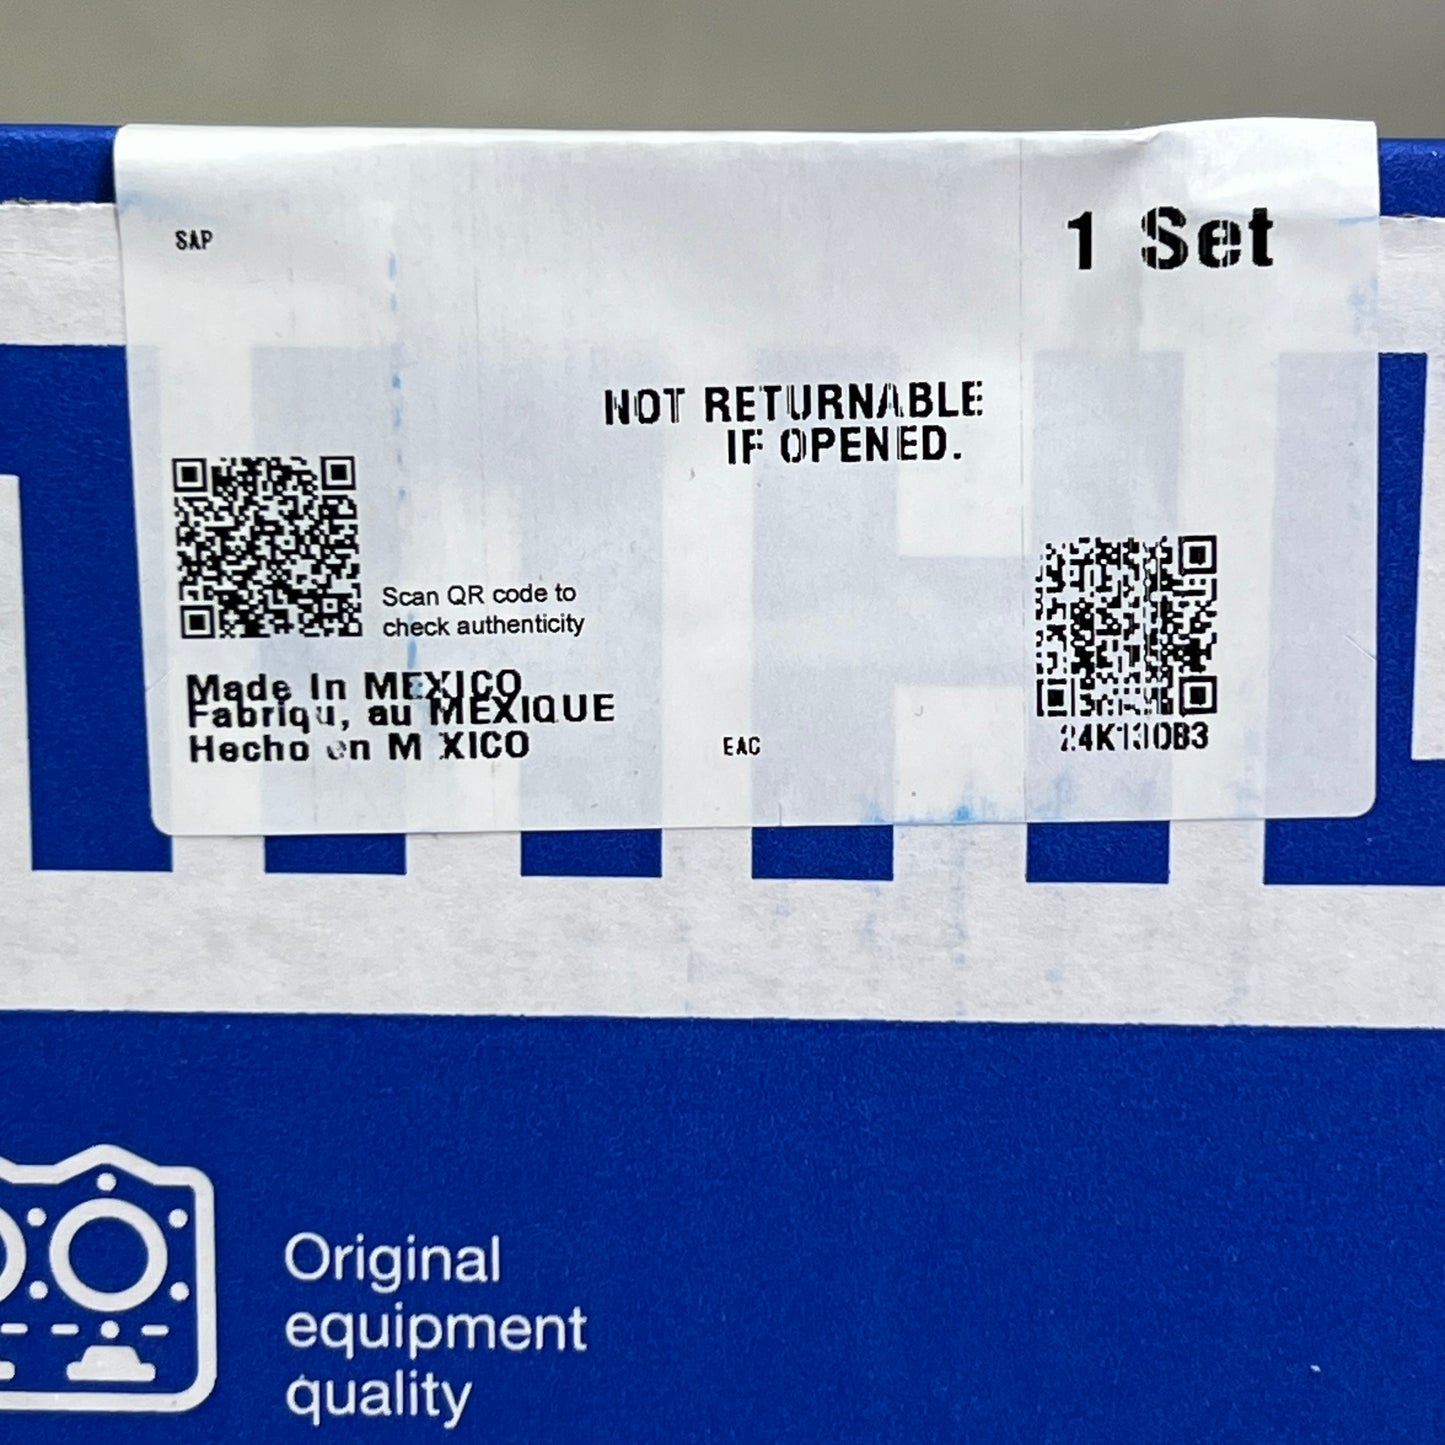 SAP
1 Set
NOT RETURNABLE
IF OPENED.
Scan QR code to
check authenticity
Made In MEXICO
Fabriqu, au MEXIQUE
Hecho en M XICO
EAC
24K130B3
Original
equipment
quality